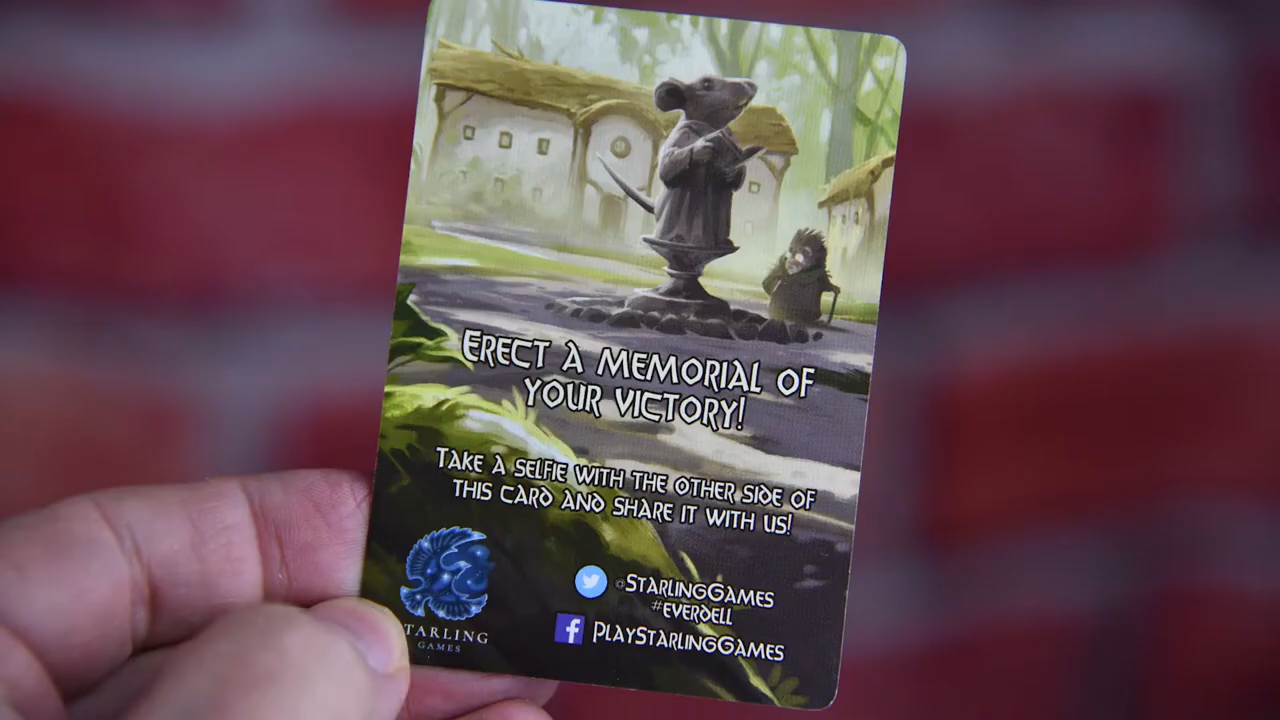 ERECT A MEMORIAL OF
YOUR VICTORY!
TAKE A SELFIE WITH THE OTHER SIDE OF
THIS CARD AND SHARE IT WITH US!
@STARLINGGAMES
#EVERDELL
PLAYSTARLINGGAMES
STARLING
GAMES